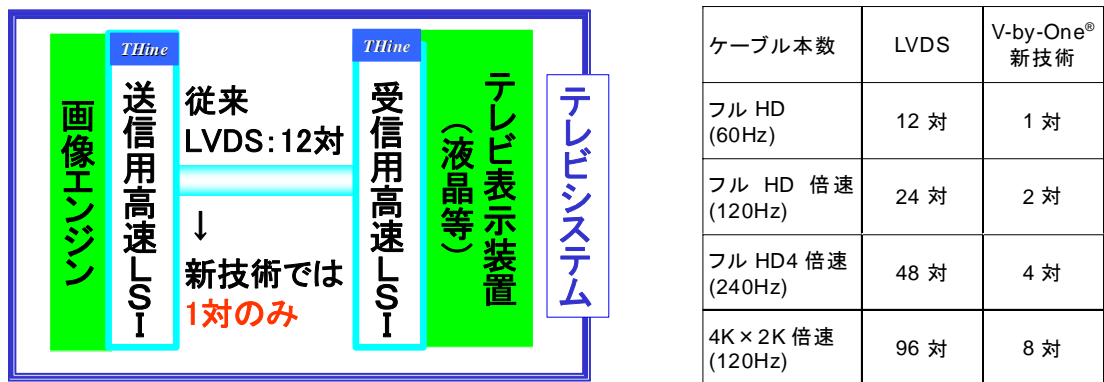 画像エンジン
THine
送信用高速LSI
従来
LVDS:12対
↓
新技術では
1対のみ
THine
受信用高速LSI
テレビ表示装置
(液晶等)
テレビシステム
ケーブル本数 LVDS V-by-One®
新技術
フル HD
(60Hz) 12 対 1 対
フル HD 倍速
(120Hz) 24 対 2 対
フル HD4 倍速
(240Hz) 48 対 4 対
4K×2K 倍速
(120Hz) 96 対 8 対